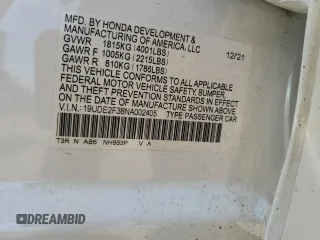 MFD. BY HONDA DEVELOPMENT &
MANUFACTURING OF AMERICA, LLC
GVWR 1815KG (4001LBS) 12/21
GAWR F 1005KG (2215LBS)
GAWR R 810KG (1786LBS)
THIS VEHICLE CONFORMS TO ALL APPLICABLE
FEDERAL MOTOR VEHICLE SAFETY, BUMPER,
AND THEFT PREVENTION STANDARDS IN EFFECT
ON THE DATE OF MANUFACTURE SHOWN ABOVE.
V.I.N.: 19UDE2F38NA002405 TYPE PASSENGER CAR
T3R N AB6 NH883P V A
DREAMBID